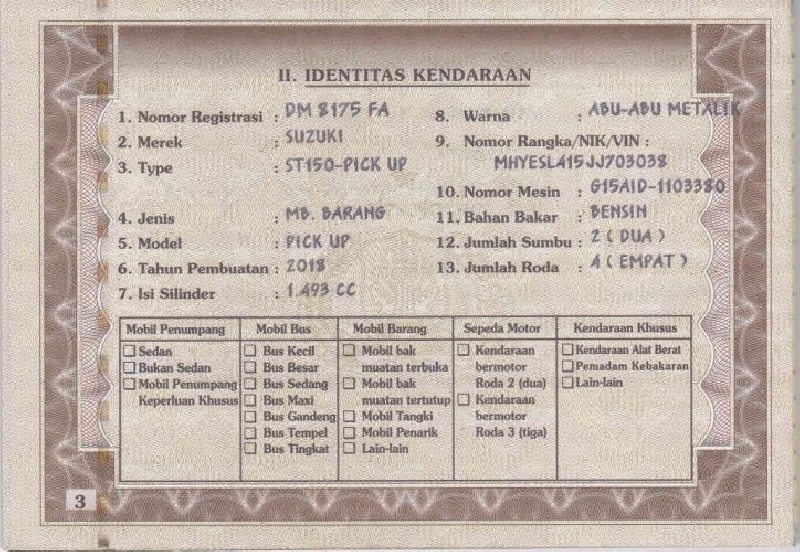 II. IDENTITAS KENDARAAN
1. Nomor Registrasi : DM 8175 FA
2. Merek : SUZUKI
3. Type : ST150-PICK UP
4. Jenis : MB. BARANG
5. Model : PICK UP
6. Tahun Pembuatan : 2018
7. Isi Silinder : 1.493 CC
8. Warna : ABU-ABU METALIK
9. Nomor Rangka/NIK/VIN :
MHYESL415JJ703038
10. Nomor Mesin : G15AID-1103380
11. Bahan Bakar : BENSIN
12. Jumlah Sumbu : 2 ( DUA )
13. Jumlah Roda : 4 ( EMPAT )
Mobil Penumpang
Sedan
Bukan Sedan
Mobil Penumpang
Keperluan Khusus
Mobil Bus
Bus Kecil
Bus Besar
Bus Sedang
Bus Maxi
Bus Gandeng
Bus Tempel
Bus Tingkat
Mobil Barang
Mobil bak
muatan terbuka
Mobil bak
muatan tertutup
Mobil Tangki
Mobil Penarik
Lain-lain
Sepeda Motor
Kendaraan
bermotor
Roda 2 (dua)
Kendaraan
bermotor
Roda 3 (tiga)
Kendaraan Khusus
Kendaraan Alat Berat
Pemadam Kebakaran
Lain-lain
3